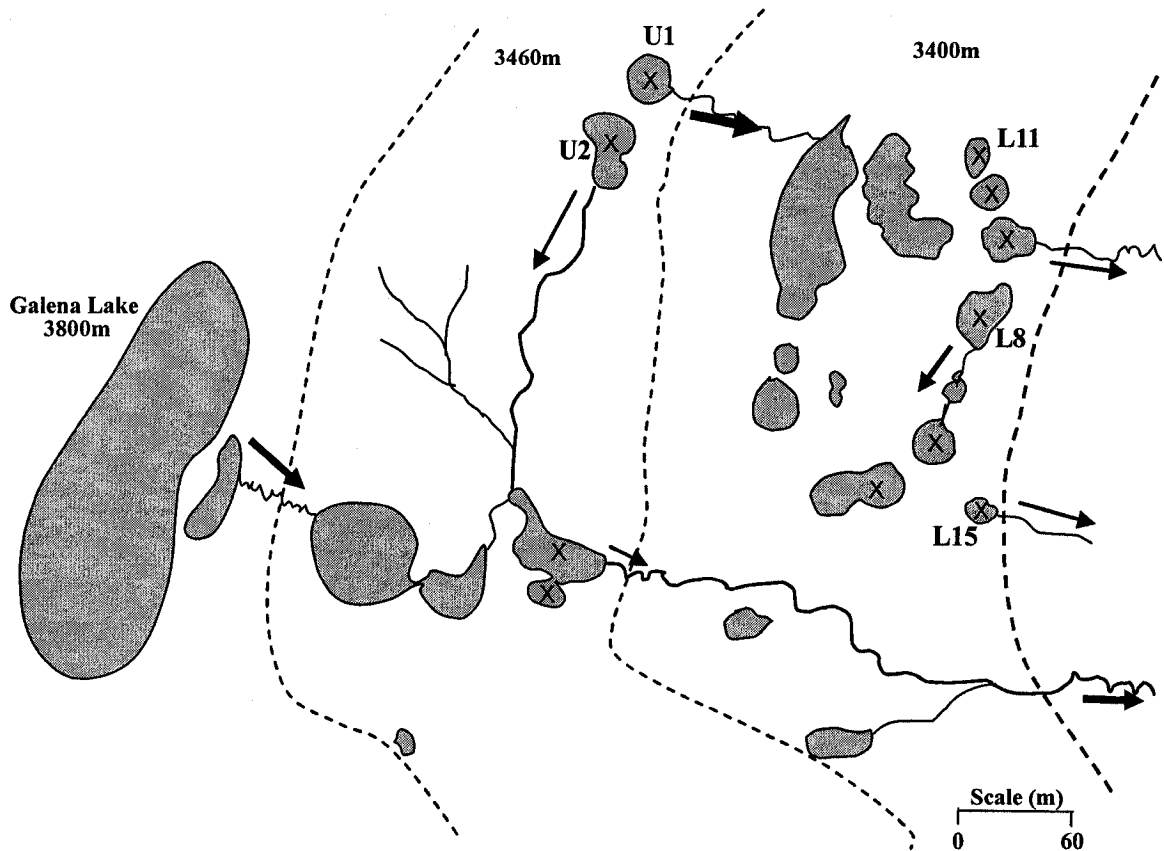 U1
3460m
3400m
U2
X
X
L11
X
X
X
Galena Lake
3800m
X
L8
X
X
X
L15
X
X
Scale (m)
0 60